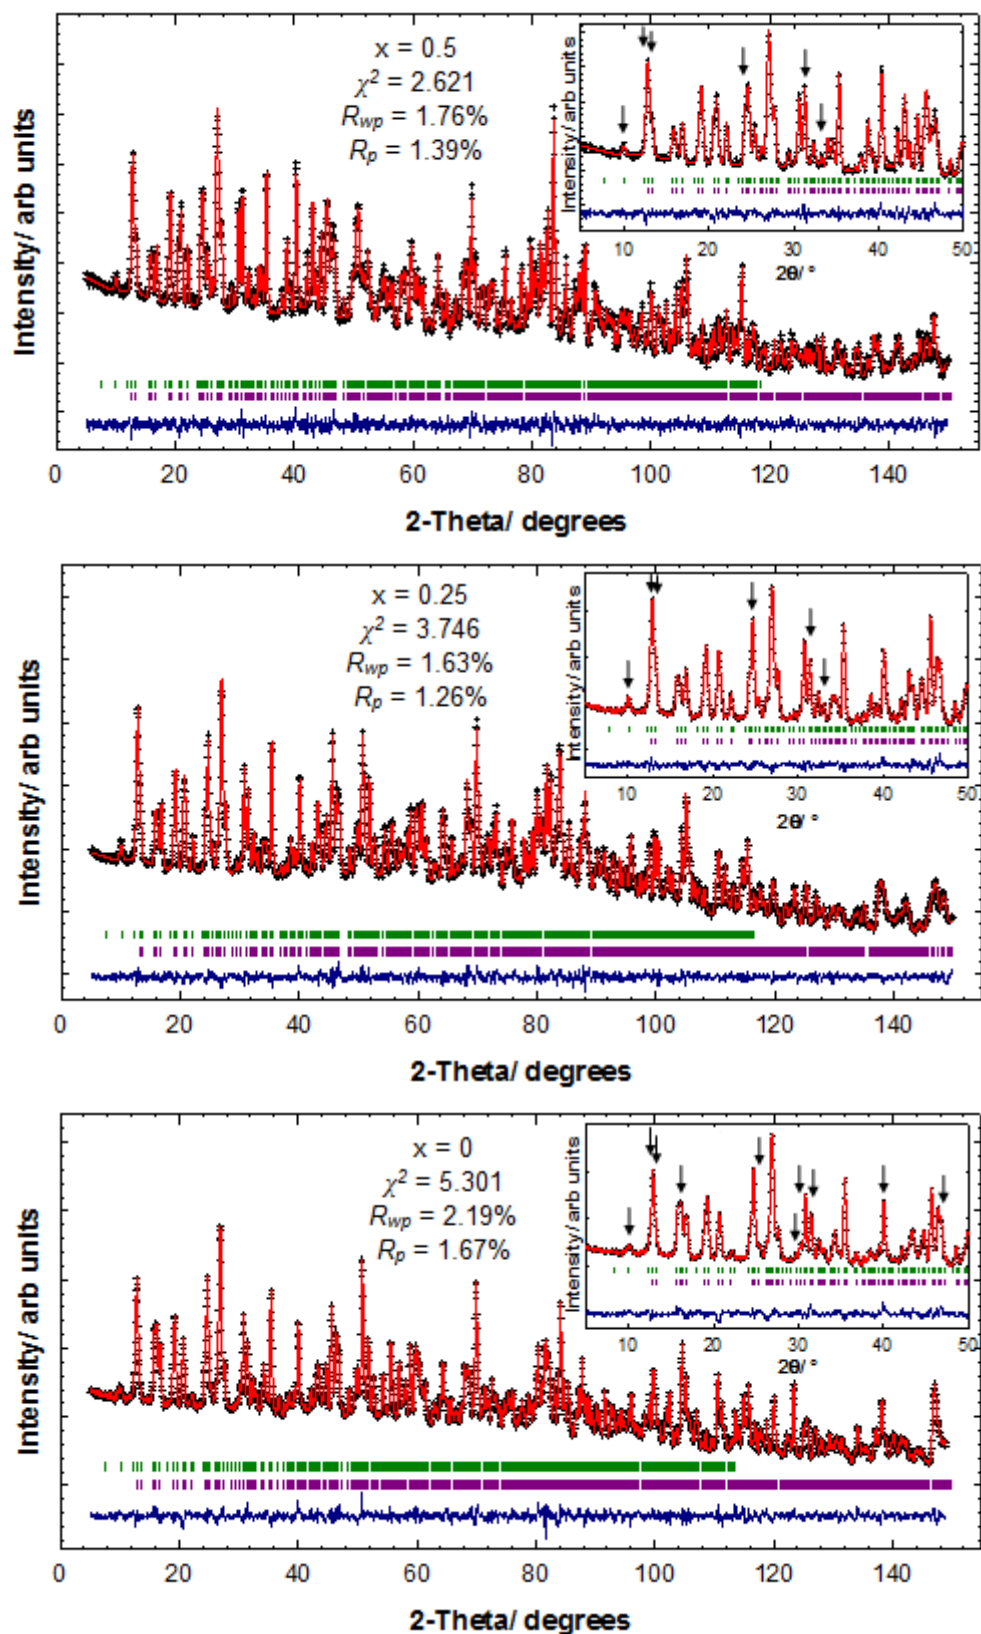 x = 0.5
χ² = 2.621
Rwp = 1.76%
Rp = 1.39%
Intensity/ arb units
Intensity/ arb units
10 20 30 40 50
2θ/ °
0 20 40 60 80 100 120 140
2-Theta/ degrees
x = 0.25
χ² = 3.746
Rwp = 1.63%
Rp = 1.26%
Intensity/ arb units
Intensity/ arb units
10 20 30 40 50
2θ/ °
0 20 40 60 80 100 120 140
2-Theta/ degrees
x = 0
χ² = 5.301
Rwp = 2.19%
Rp = 1.67%
Intensity/ arb units
Intensity/ arb units
10 20 30 40 50
2θ/ °
0 20 40 60 80 100 120 140
2-Theta/ degrees